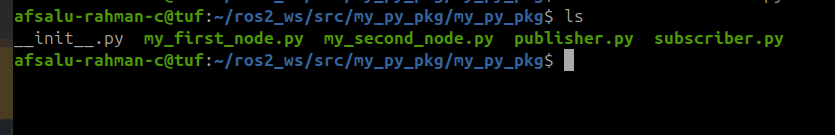 afsalu-rahman-c@tuf:~/ros2_ws/src/my_py_pkg/my_py_pkg$ ls
__init__.py  my_first_node.py  my_second_node.py  publisher.py  subscriber.py
afsalu-rahman-c@tuf:~/ros2_ws/src/my_py_pkg/my_py_pkg$